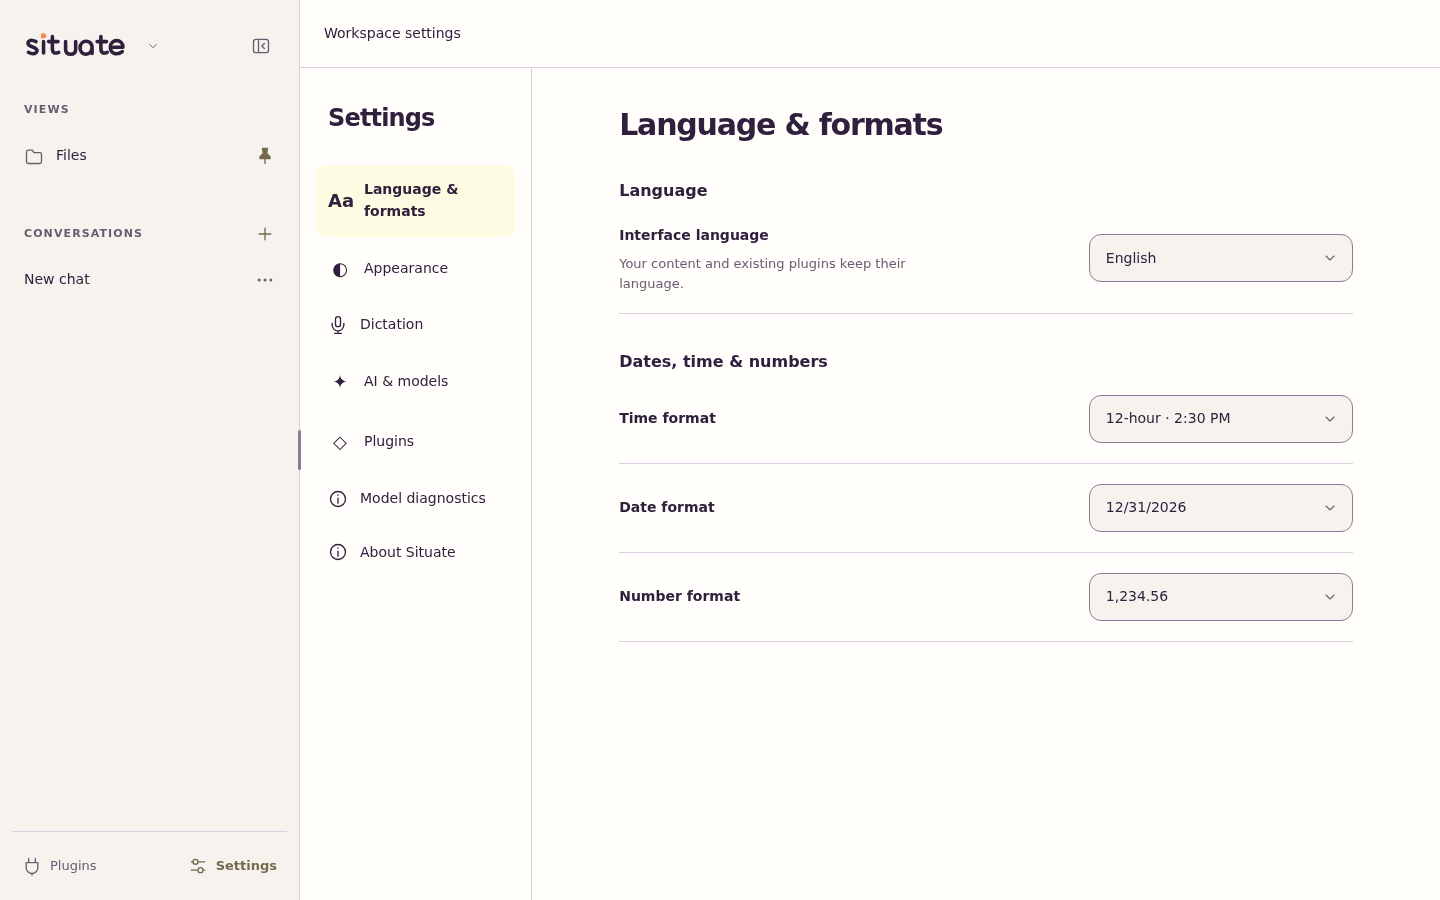 situate
VIEWS
Files
CONVERSATIONS
New chat
Plugins
Settings
Workspace settings
Settings
Aa Language &
formats
Appearance
Dictation
AI & models
Plugins
Model diagnostics
About Situate
Language & formats
Language
Interface language
Your content and existing plugins keep their
language.
English
Dates, time & numbers
Time format
12-hour · 2:30 PM
Date format
12/31/2026
Number format
1,234.56